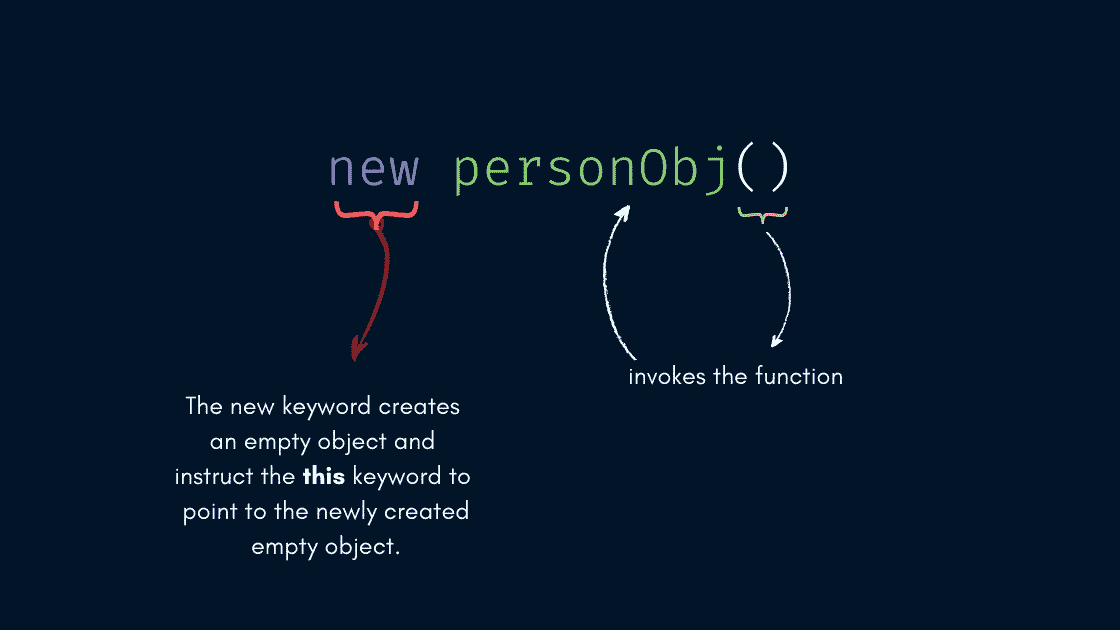 new personObj()
invokes the function
The new keyword creates
an empty object and
instruct the this keyword to
point to the newly created
empty object.